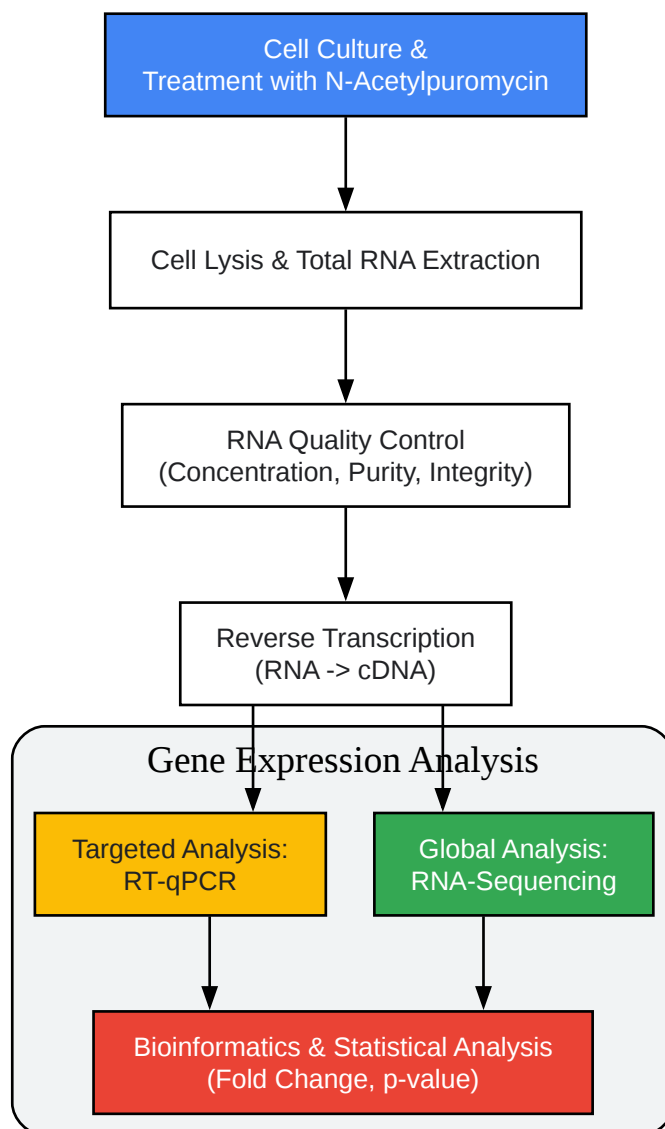 Cell Culture &
Treatment with N-Acetylpuromycin
Cell Lysis & Total RNA Extraction
RNA Quality Control
(Concentration, Purity, Integrity)
Reverse Transcription
(RNA -> cDNA)
Gene Expression Analysis
Targeted Analysis:
RT-qPCR
Global Analysis:
RNA-Sequencing
Bioinformatics & Statistical Analysis
(Fold Change, p-value)